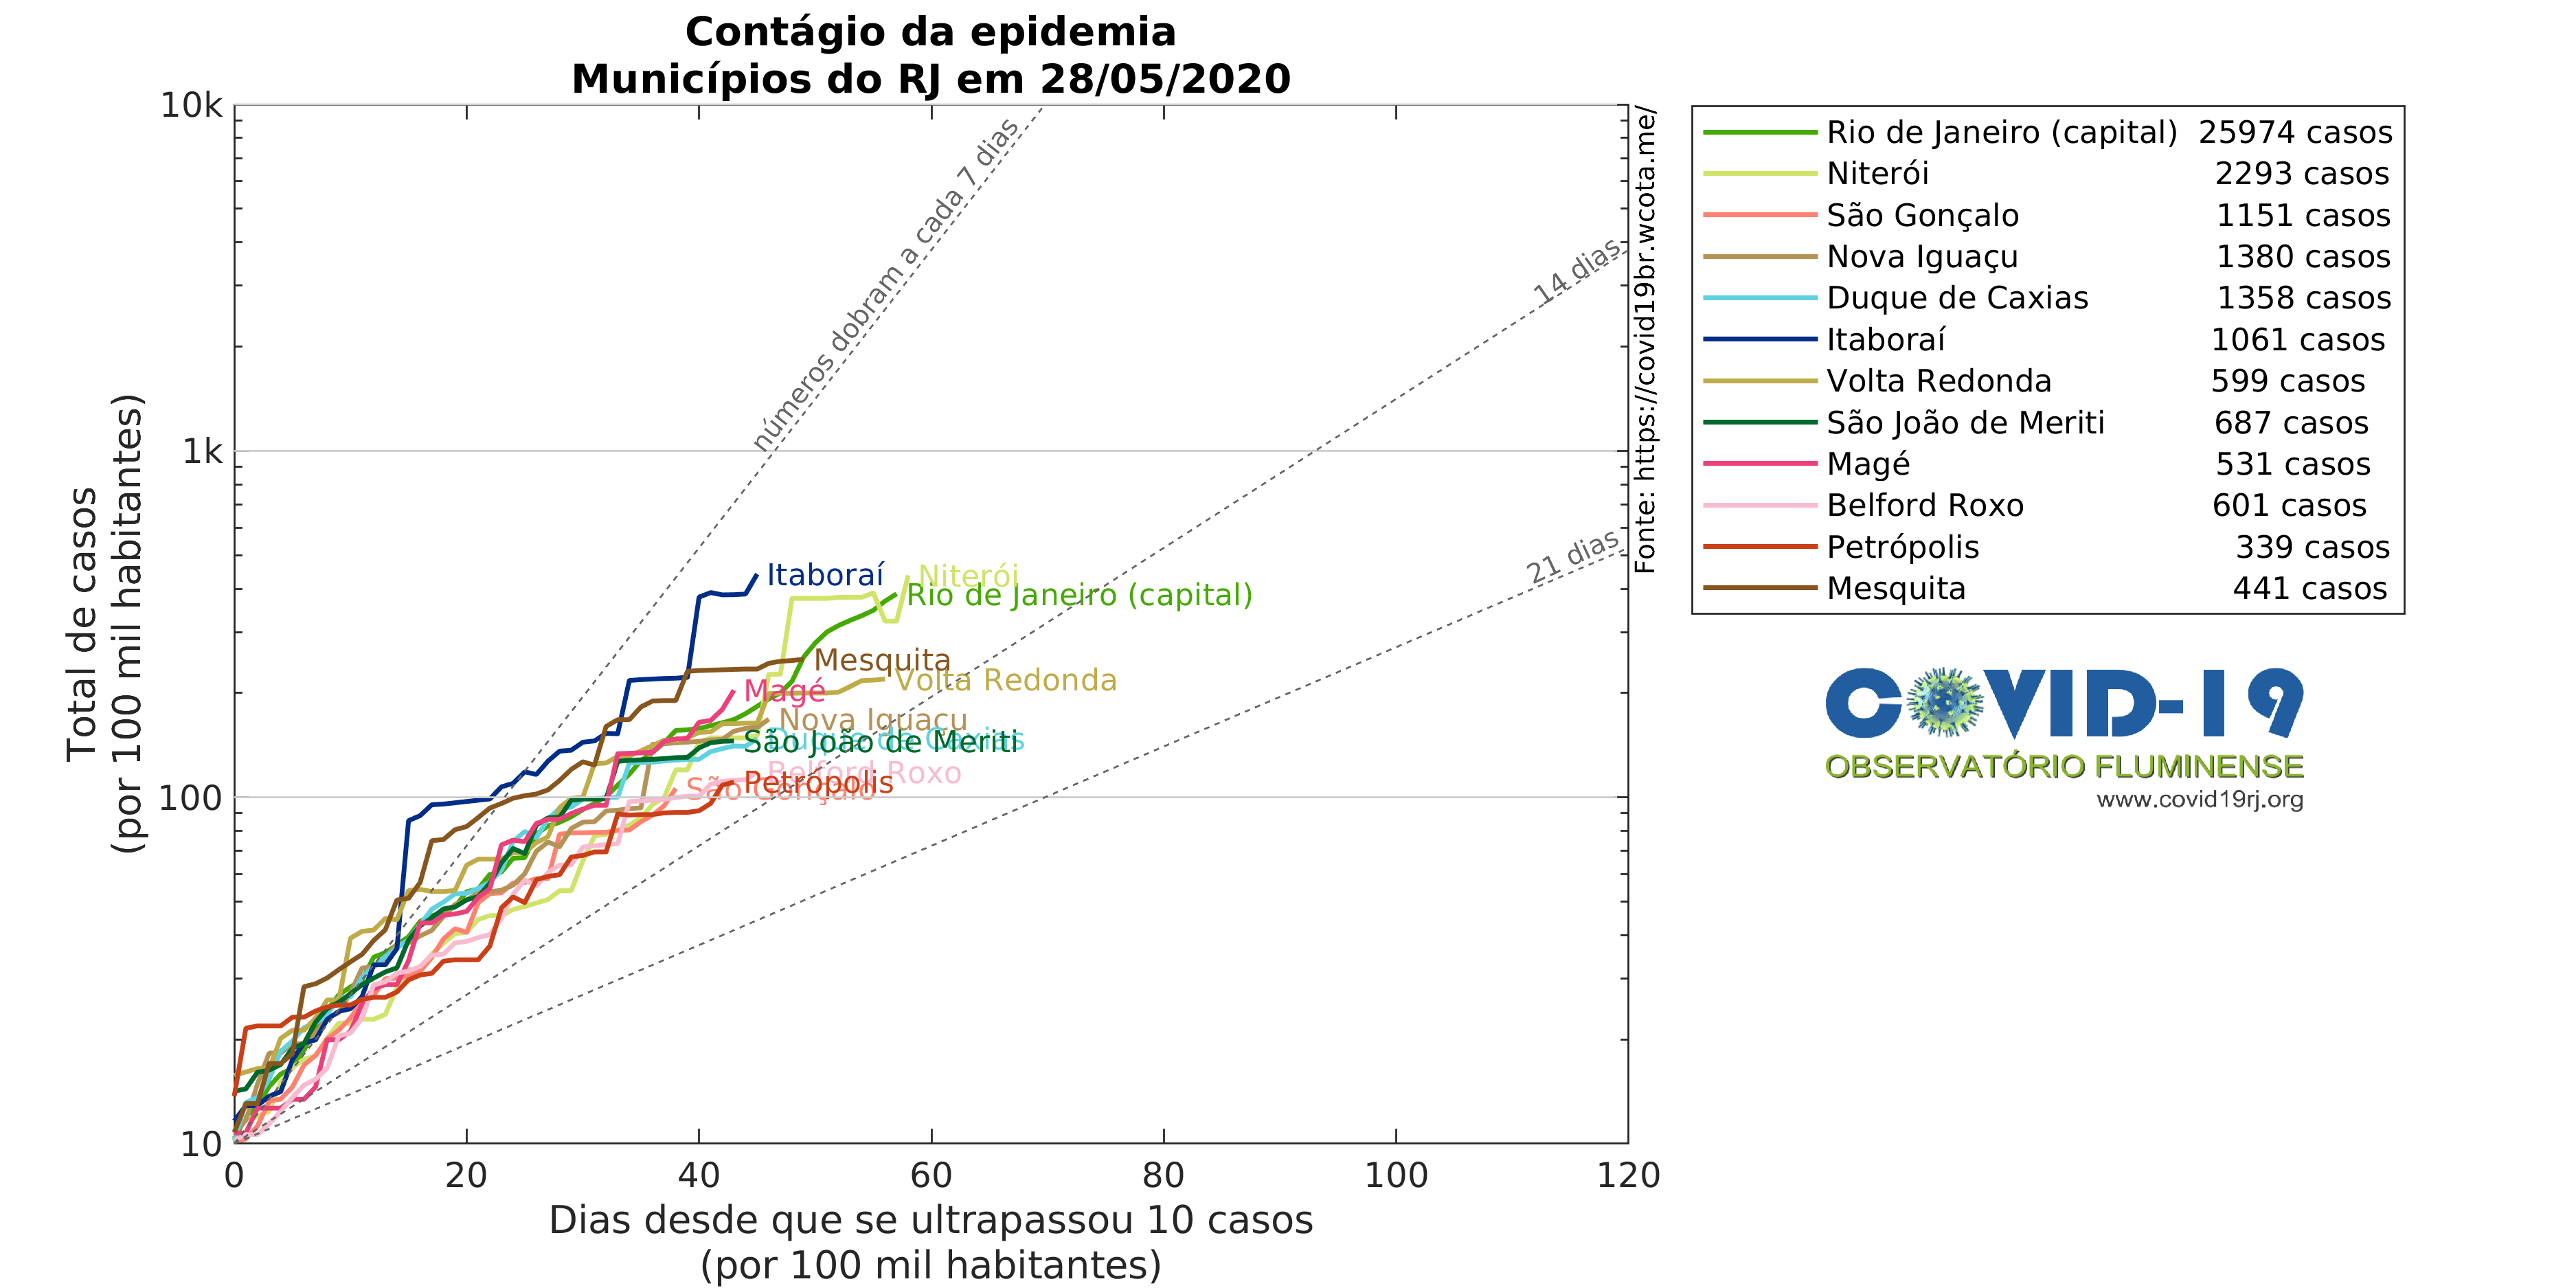 Contágio da epidemia
Municípios do RJ em 28/05/2020
10k
1k
100
10
0
20
40
60
80
100
120
Total de casos
(por 100 mil habitantes)
Dias desde que se ultrapassou 10 casos
(por 100 mil habitantes)
números dobram a cada 7 dias
14 dias
21 dias
Itaboraí
Niterói
Rio de Janeiro (capital)
Mesquita
Volta Redonda
Magé
Nova Iguaçu
Duque de Caxias
São João de Meriti
Belford Roxo
Petrópolis
São Gonçalo
Fonte: https://covid19br.wcota.me/
Rio de Janeiro (capital) 25974 casos
Niterói 2293 casos
São Gonçalo 1151 casos
Nova Iguaçu 1380 casos
Duque de Caxias 1358 casos
Itaboraí 1061 casos
Volta Redonda 599 casos
São João de Meriti 687 casos
Magé 531 casos
Belford Roxo 601 casos
Petrópolis 339 casos
Mesquita 441 casos
COVID-19
OBSERVATÓRIO FLUMINENSE
www.covid19rj.org